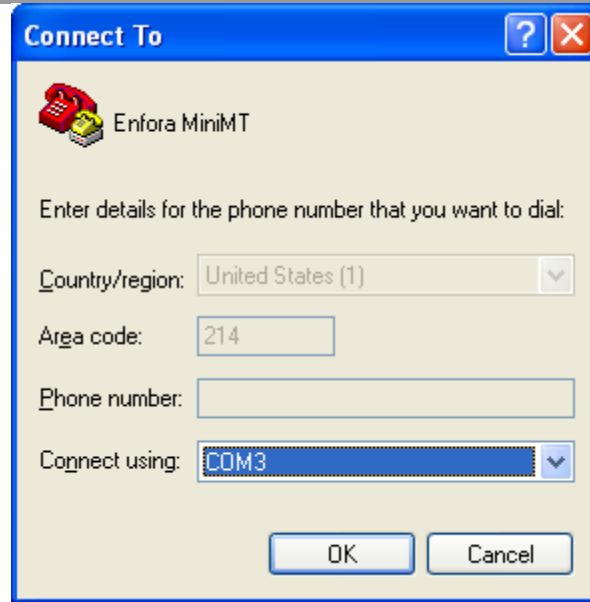 Connect To
Enfora MiniMT
Enter details for the phone number that you want to dial:
Country/region: United States (1)
Area code: 214
Phone number:
Connect using: COM3
OK Cancel